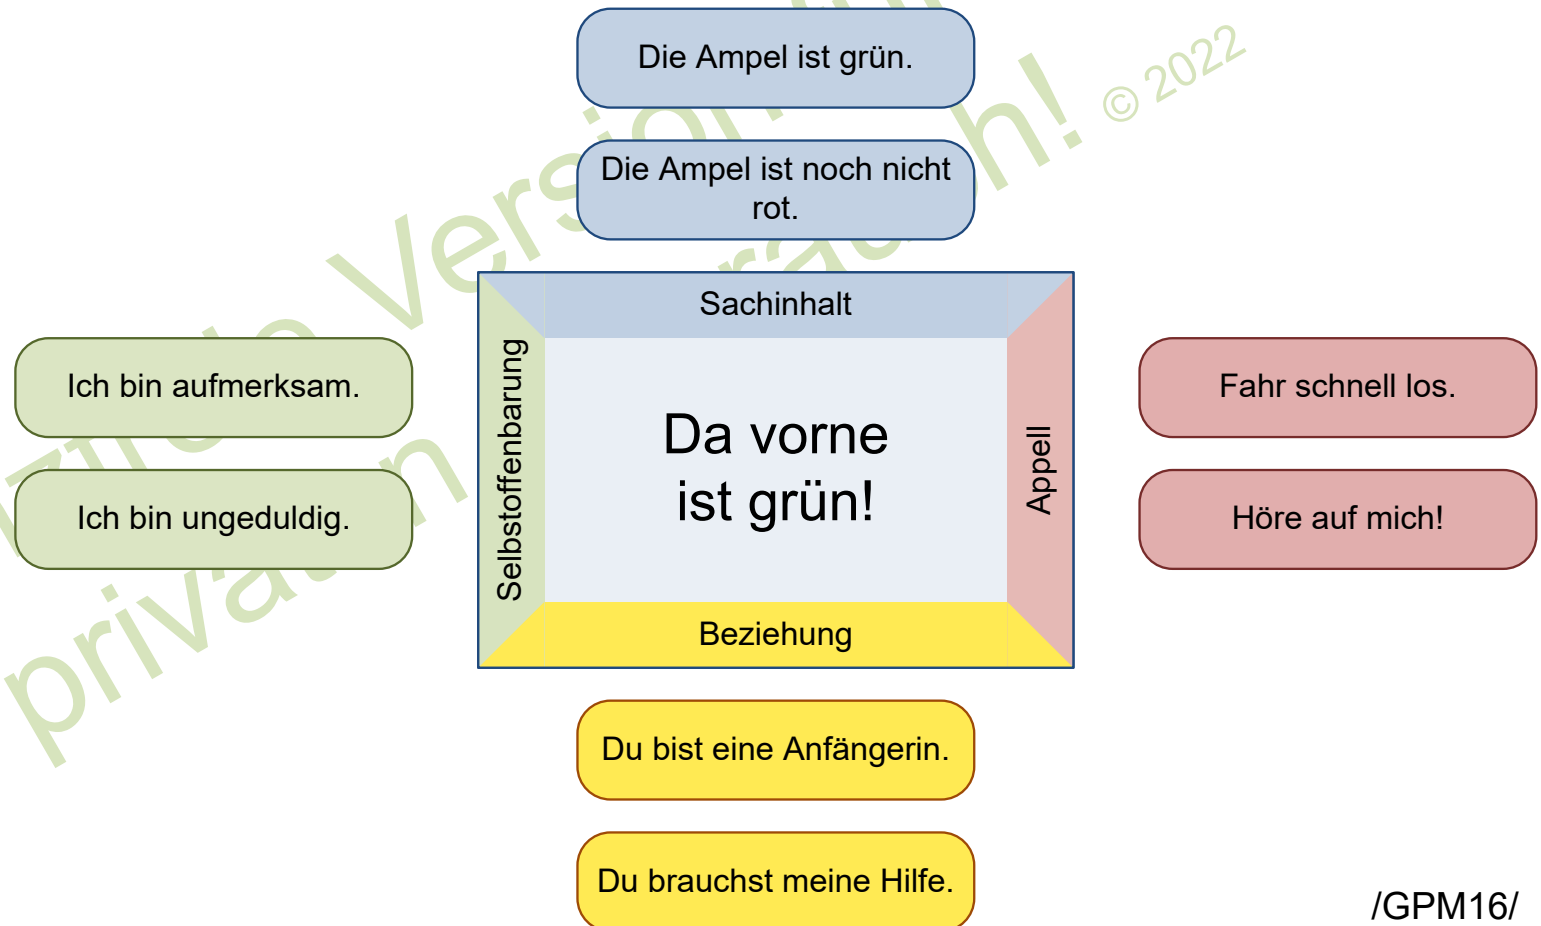 Die Ampel ist grün.
© 2022
Die Ampel ist noch nicht
rot.
Sachinhalt
Ich bin aufmerksam.
Ich bin ungeduldig.
Selbstoffenbarung
Da vorne
ist grün!
Appell
Fahr schnell los.
Höre auf mich!
Beziehung
Du bist eine Anfängerin.
Du brauchst meine Hilfe.
/GPM16/